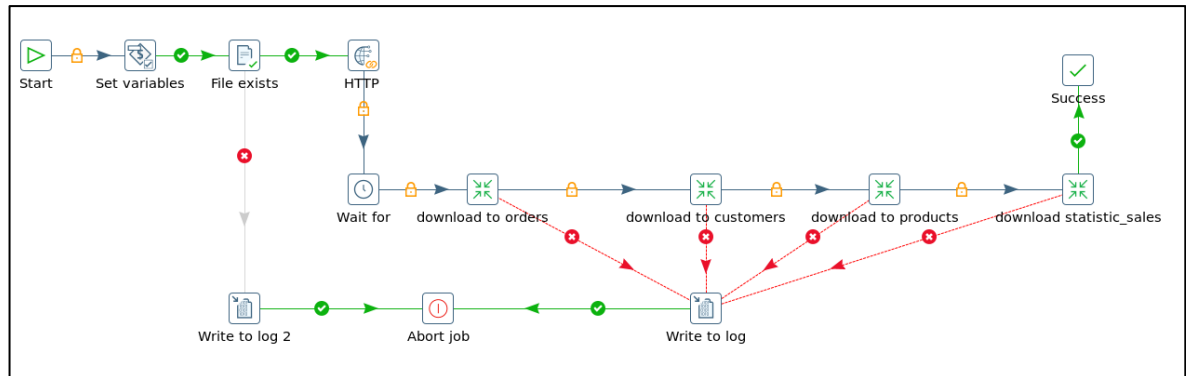 Start
Set variables
File exists
HTTP
Success
Wait for
download to orders
download to customers
download to products
download statistic_sales
Write to log 2
Abort job
Write to log